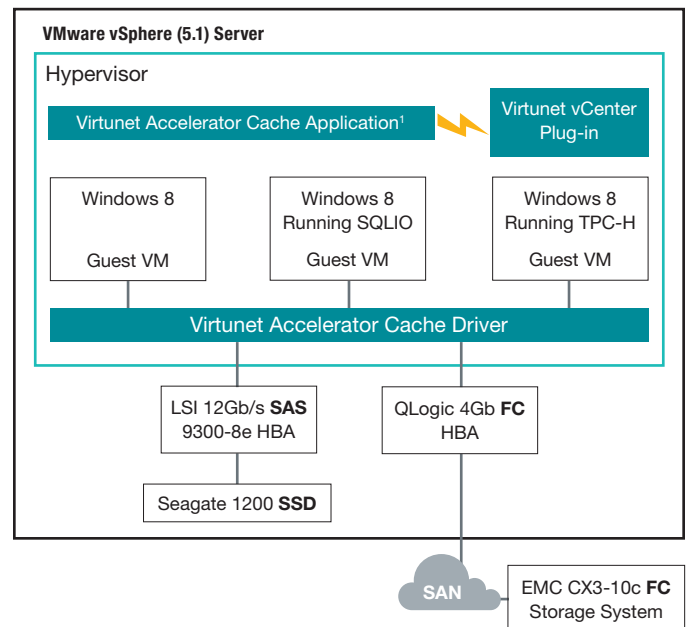 VMware vSphere (5.1) Server
Hypervisor
Virtunet Accelerator Cache Application¹
Virtunet vCenter
Plug-in
Windows 8
Guest VM
Windows 8
Running SQLIO
Guest VM
Windows 8
Running TPC-H
Guest VM
Virtunet Accelerator Cache Driver
LSI 12Gb/s SAS
9300-8e HBA
QLogic 4Gb FC
HBA
Seagate 1200 SSD
SAN
EMC CX3-10c FC
Storage System